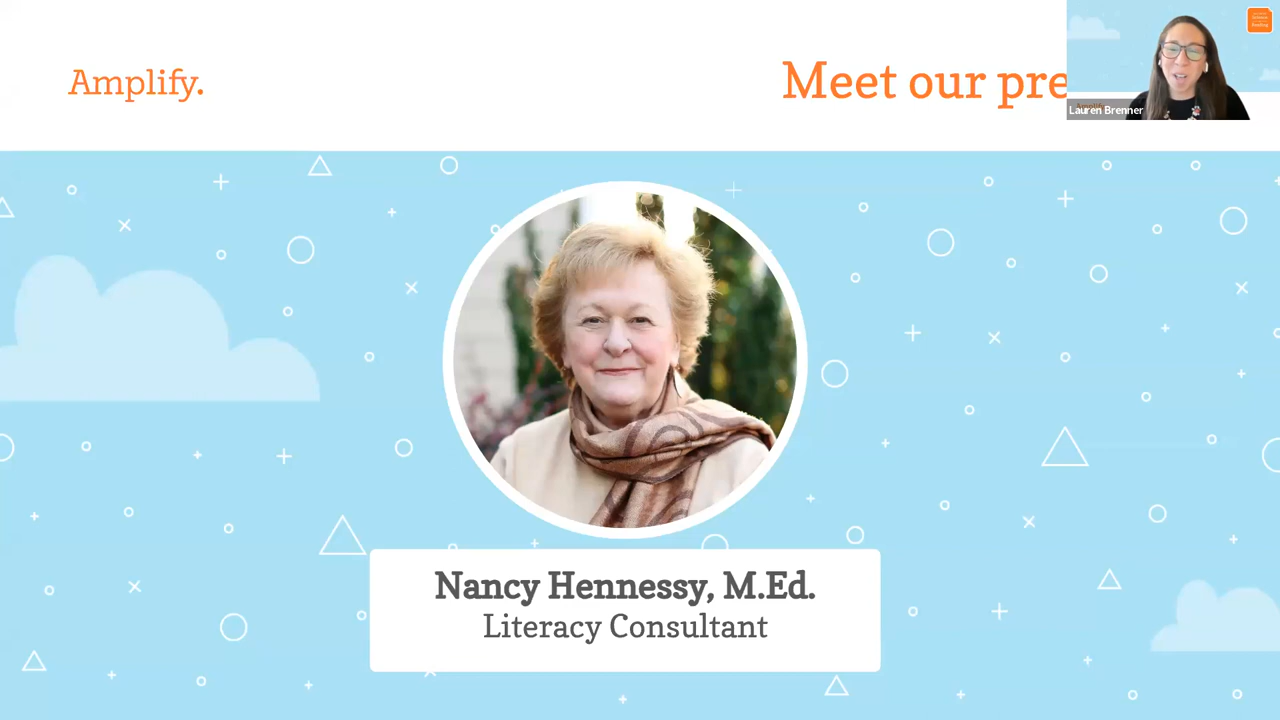 Amplify.
Meet our pre
Lauren Brenner
Nancy Hennessy, M.Ed.
Literacy Consultant